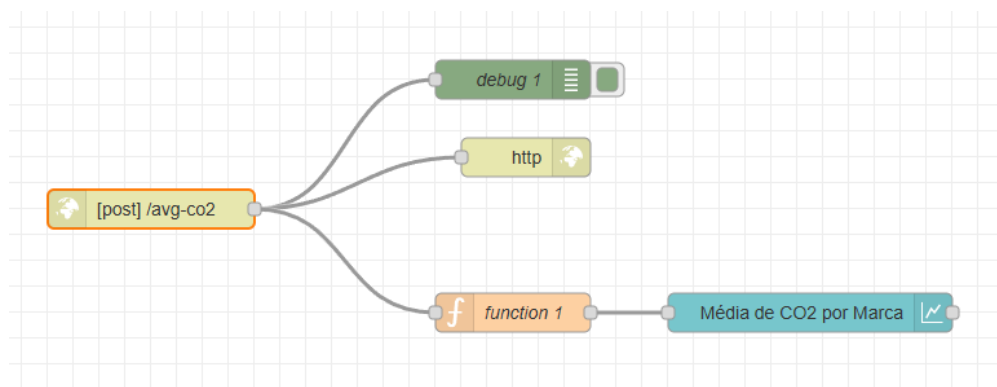 debug 1
http
[post] /avg-co2
function 1
Média de CO2 por Marca